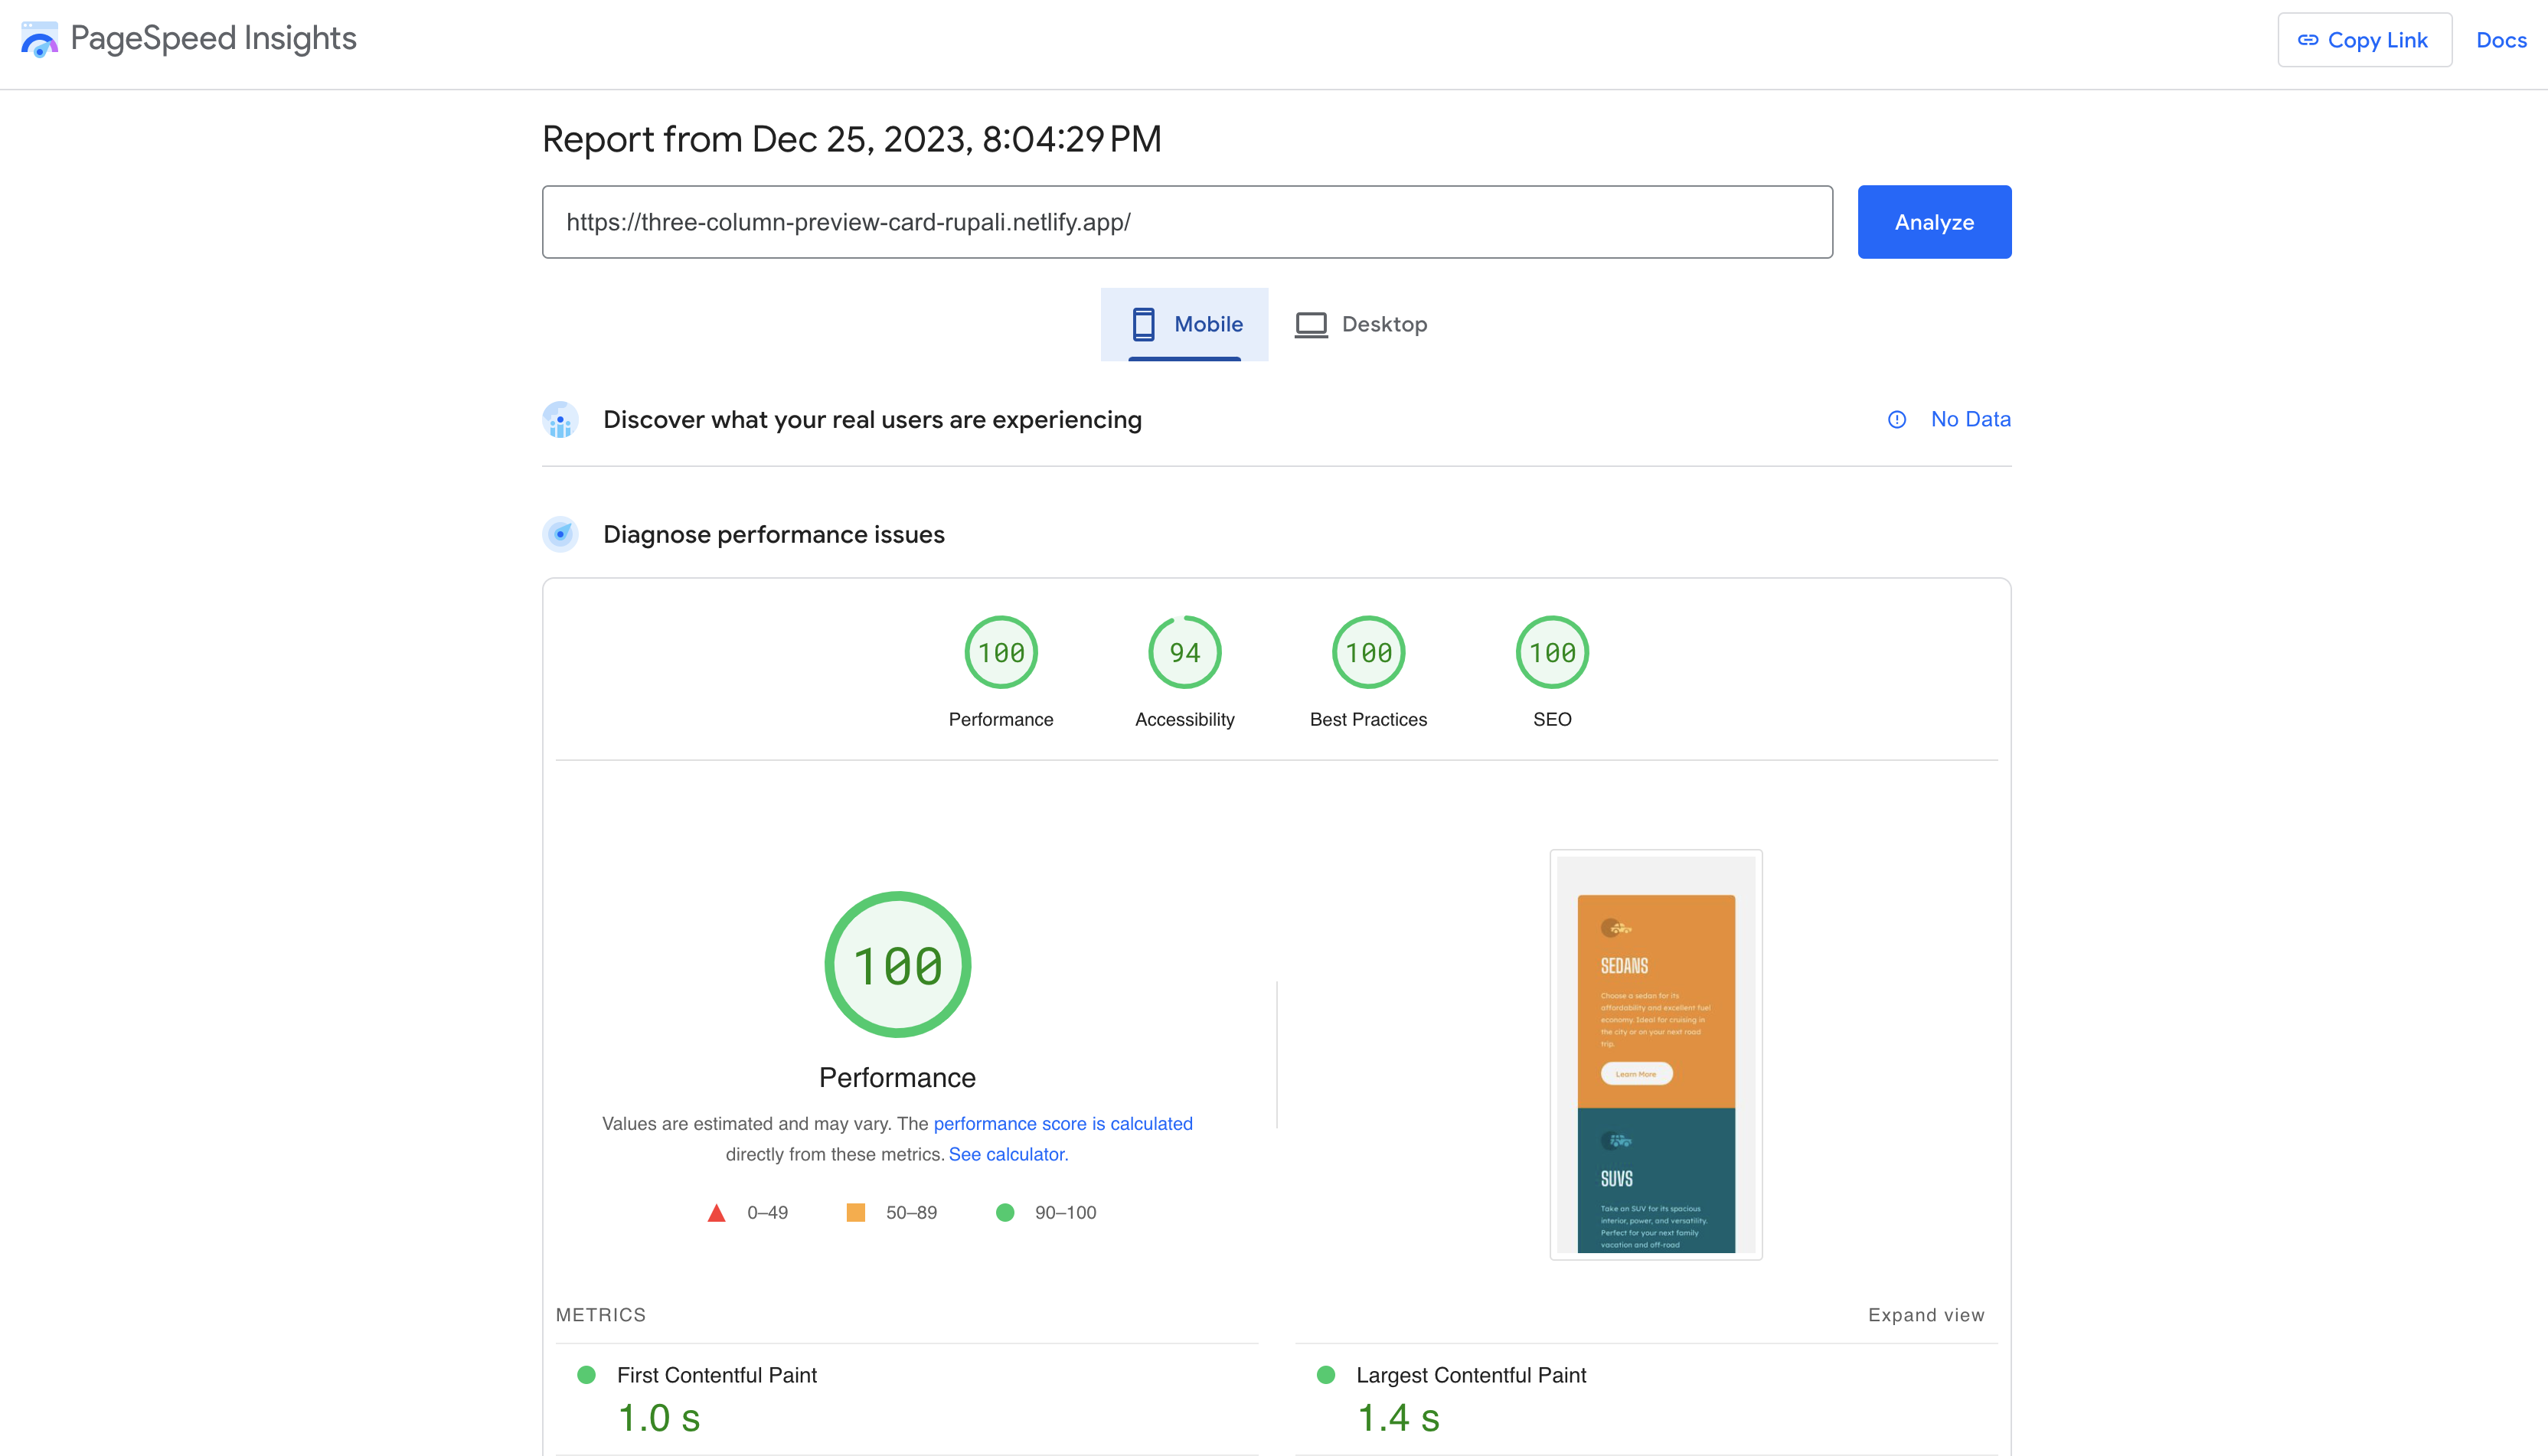 PageSpeed Insights
Copy Link
Docs
Report from Dec 25, 2023, 8:04:29 PM
https://three-column-preview-card-rupali.netlify.app/
Analyze
Mobile
Desktop
Discover what your real users are experiencing
No Data
Diagnose performance issues
100
94
100
100
Performance
Accessibility
Best Practices
SEO
100
Performance
Values are estimated and may vary. The performance score is calculated
directly from these metrics. See calculator.
0–49
50–89
90–100
SEDANS
Choose a sedan for its
affordability and excellent fuel
economy. Ideal for cruising in
the city or on your next road
trip.
Learn More
SUVS
Take an SUV for its spacious
interior, power, and versatility.
Perfect for your next family
vacation and off-road
METRICS
Expand view
First Contentful Paint
1.0 s
Largest Contentful Paint
1.4 s